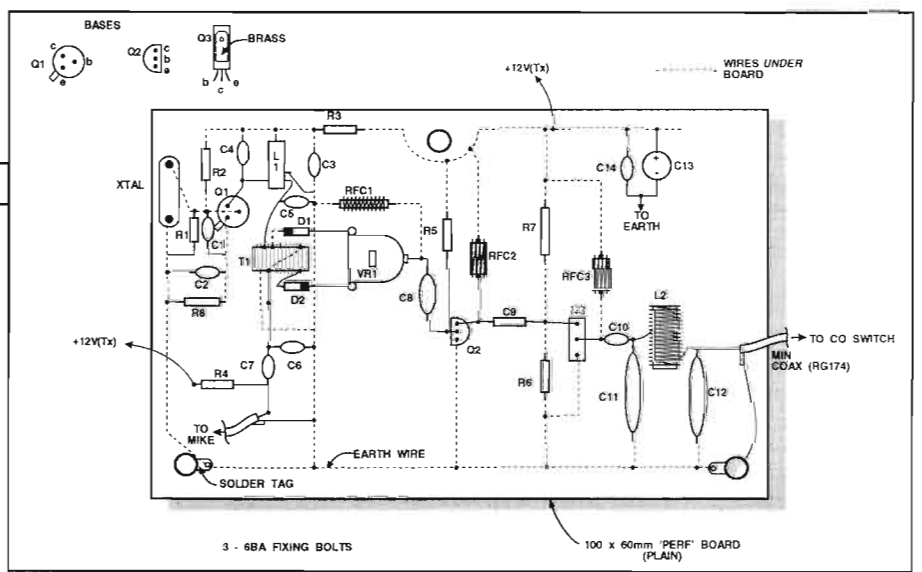 BASES
Q1
c
b
e
Q2
c
b
e
Q3
BRASS
b c e
+12V(Tx)
WIRES UNDER
BOARD
R3
C4
L
1
C3
R2
XTAL
Q1
C14
C13
RFC1
C5
TO
EARTH
R1
C1
D1
R5
R7
T1
VR1
RFC2
C2
RFC3
D2
C8
L2
R8
C9
C10
TO CO SWITCH
Q2
MIN
COAX (RG174)
+12V(Tx)
C7
C6
R4
R6
C11
C12
TO
MIKE
EARTH WIRE
SOLDER TAG
3 - 6BA FIXING BOLTS
100 x 60mm 'PERF' BOARD
(PLAIN)